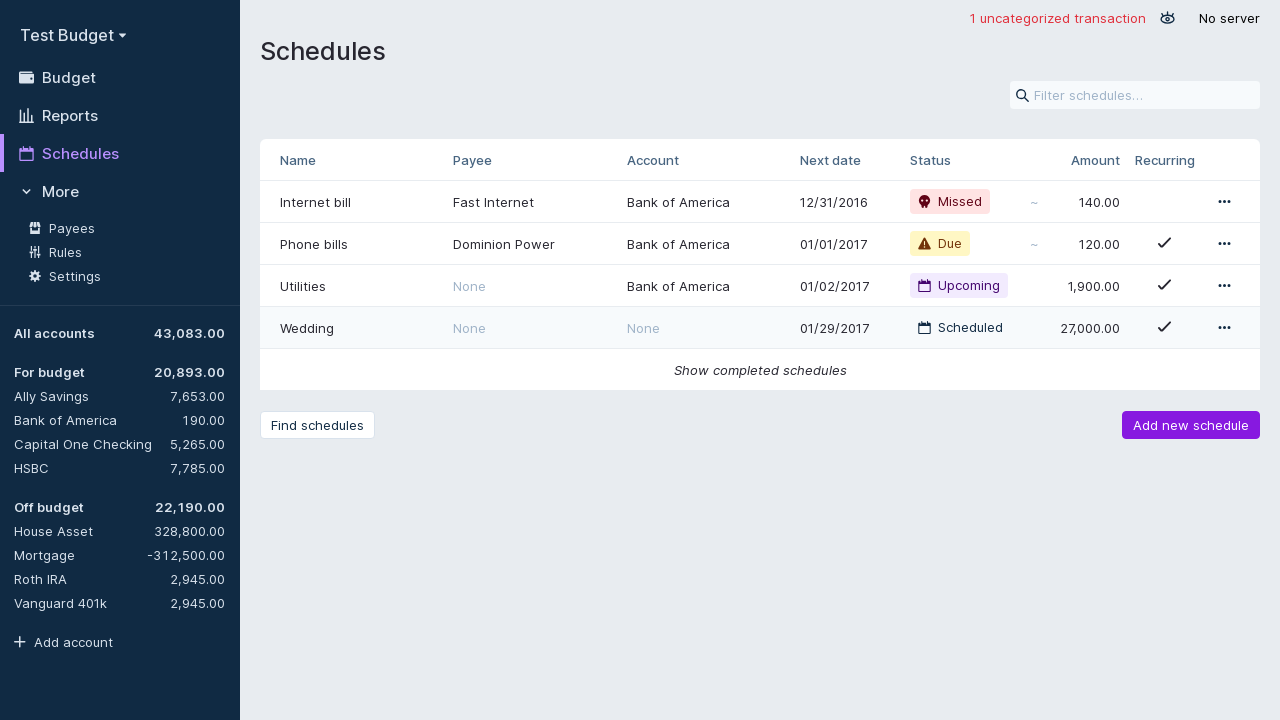 Test Budget
Budget
Reports
Schedules
More
Payees
Rules
Settings
All accounts 43,083.00
For budget 20,893.00
Ally Savings 7,653.00
Bank of America 190.00
Capital One Checking 5,265.00
HSBC 7,785.00
Off budget 22,190.00
House Asset 328,800.00
Mortgage -312,500.00
Roth IRA 2,945.00
Vanguard 401k 2,945.00
Add account
1 uncategorized transaction No server
Schedules
Filter schedules…
Name Payee Account Next date Status Amount Recurring
Internet bill Fast Internet Bank of America 12/31/2016 Missed ~ 140.00
Phone bills Dominion Power Bank of America 01/01/2017 Due ~ 120.00
Utilities None Bank of America 01/02/2017 Upcoming 1,900.00
Wedding None None 01/29/2017 Scheduled 27,000.00
Show completed schedules
Find schedules Add new schedule